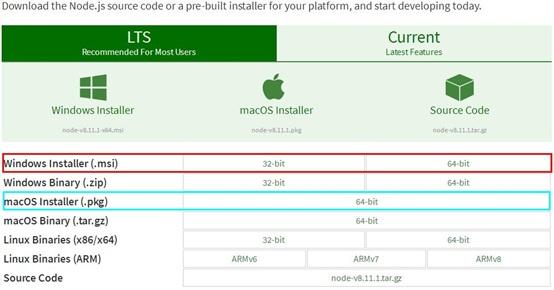 Download the Node.js source code or a pre-built installer for your platform, and start developing today.
LTS
Recommended For Most Users
Current
Latest Features
Windows Installer
node-v8.11.1-x64.msi
macOS Installer
node-v8.11.1.pkg
Source Code
node-v8.11.1.tar.gz
Windows Installer (.msi) 32-bit 64-bit
Windows Binary (.zip) 32-bit 64-bit
macOS Installer (.pkg) 64-bit
macOS Binary (.tar.gz) 64-bit
Linux Binaries (x86/x64) 32-bit 64-bit
Linux Binaries (ARM) ARMv6 ARMv7 ARMv8
Source Code node-v8.11.1.tar.gz